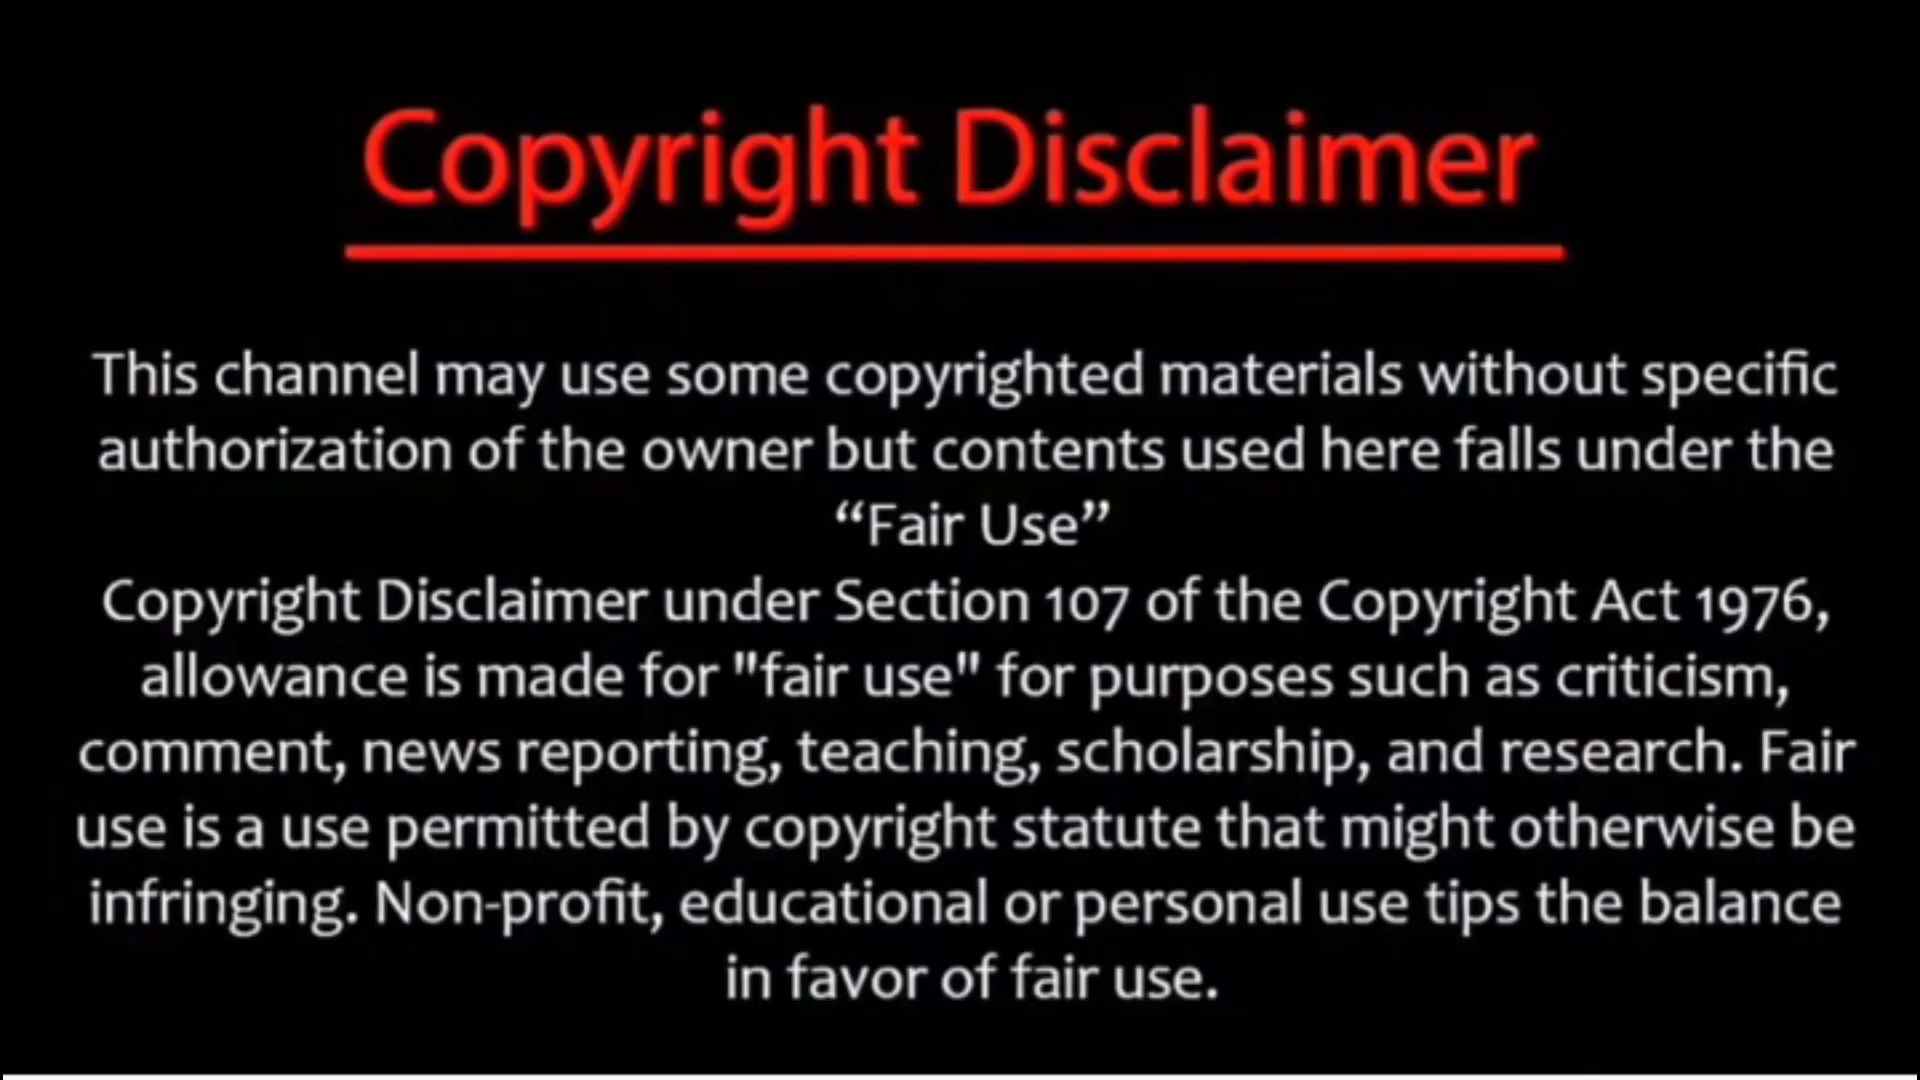 Copyright Disclaimer
This channel may use some copyrighted materials without specific
authorization of the owner but contents used here falls under the
“Fair Use”
Copyright Disclaimer under Section 107 of the Copyright Act 1976,
allowance is made for "fair use" for purposes such as criticism,
comment, news reporting, teaching, scholarship, and research. Fair
use is a use permitted by copyright statute that might otherwise be
infringing. Non-profit, educational or personal use tips the balance
in favor of fair use.